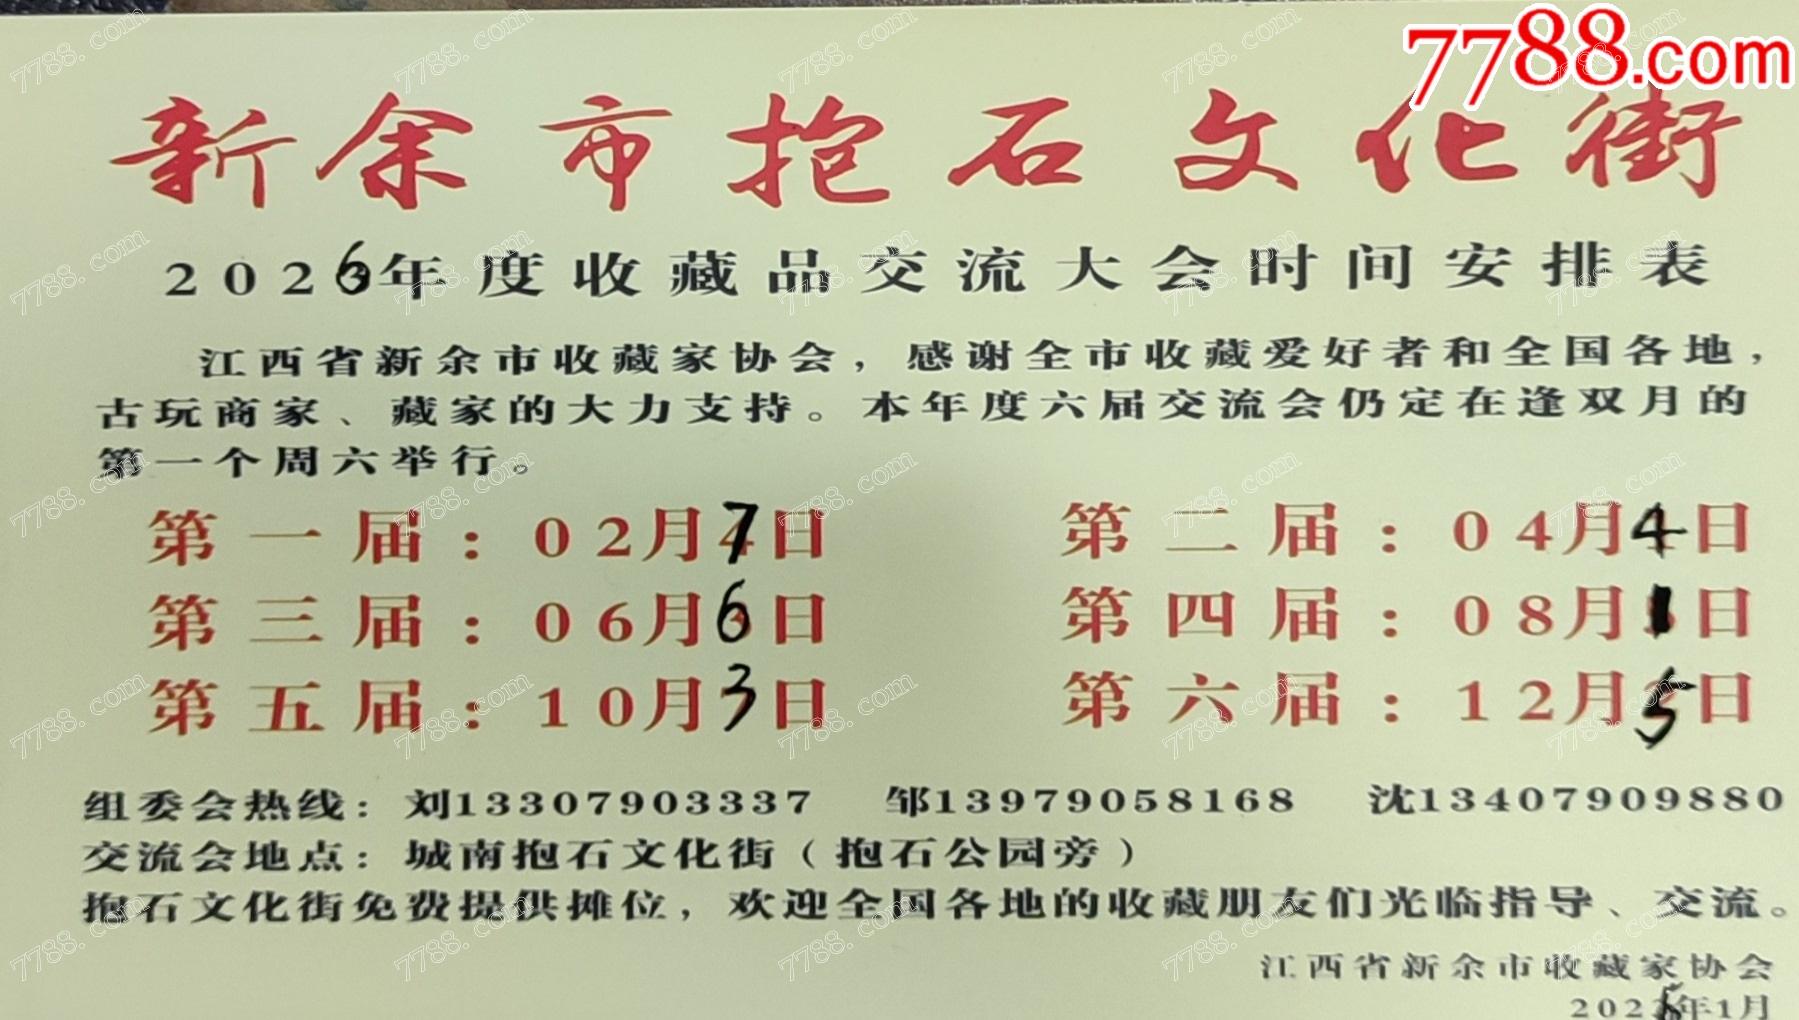 7788.com
新余市抱石文化街
2026年度收藏品交流大会时间安排表
江西省新余市收藏家协会，感谢全市收藏爱好者和全国各地，
古玩商家、藏家的大力支持。本年度六届交流会仍定在逢双月的
第一个周六举行。
第一届：02月7日 第二届：04月4日
第三届：06月6日 第四届：08月1日
第五届：10月3日 第六届：12月5日
组委会热线：刘13307903337 邹13979058168 沈13407909880
交流会地点：城南抱石文化街（抱石公园旁）
抱石文化街免费提供摊位，欢迎全国各地的收藏朋友们光临指导、交流。
江西省新余市收藏家协会
2026年1月